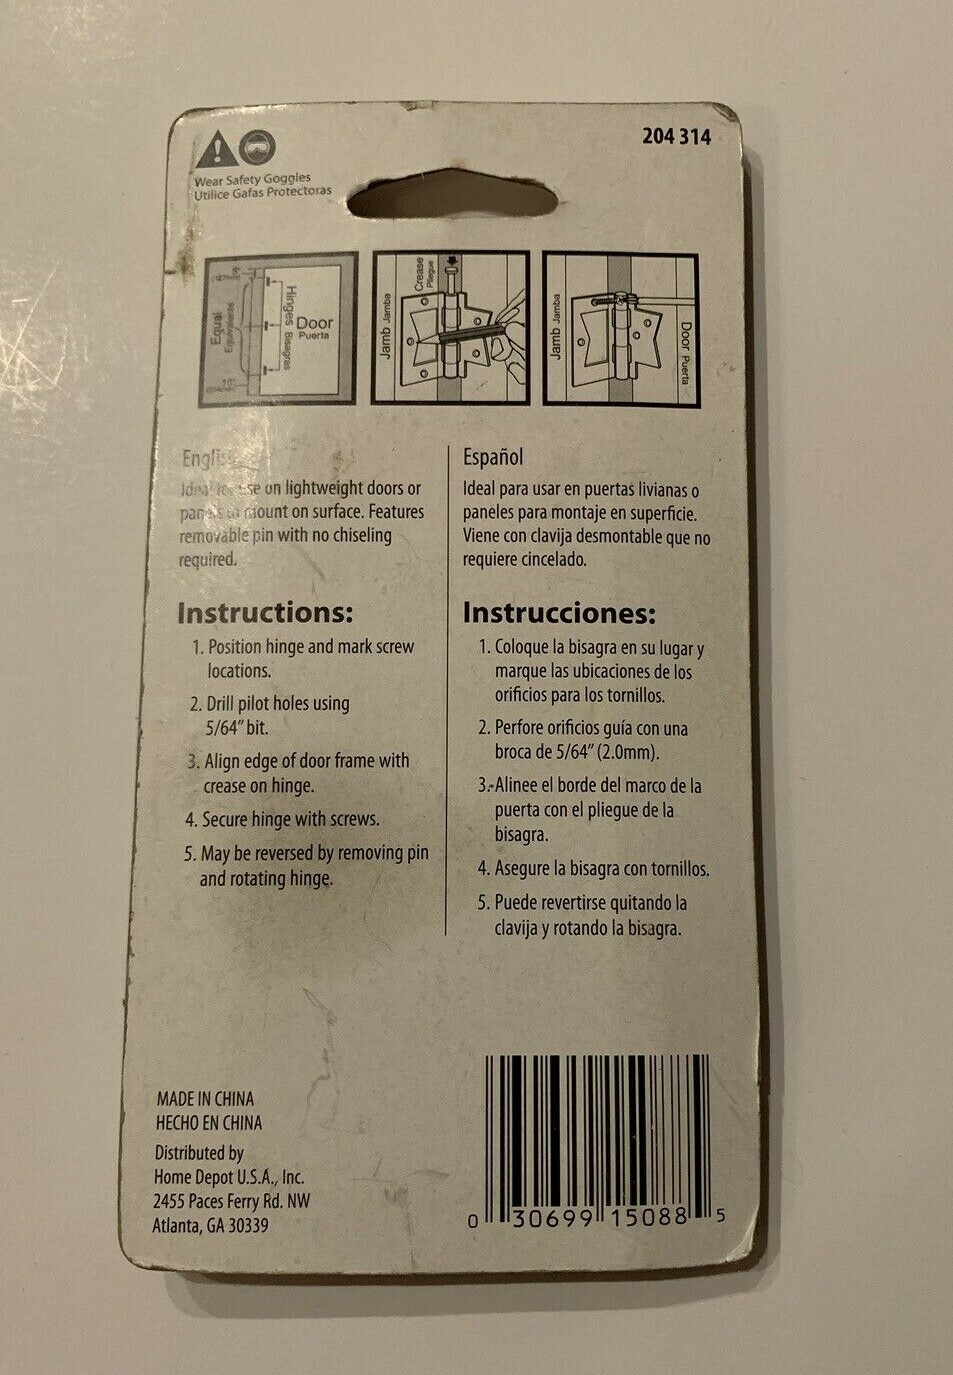 204 314
Wear Safety Goggles
Utilice Gafas Protectoras
Equal
Hinges Bisagras
Door
Puerta
10"
Jamb Jamba
Crease
Pliegue
Jamb Jamba
Door Puerta
English
Ideal for use on lightweight doors or
panels to mount on surface. Features
removable pin with no chiseling
required.
Instructions:
1. Position hinge and mark screw
locations.
2. Drill pilot holes using
5/64" bit.
3. Align edge of door frame with
crease on hinge.
4. Secure hinge with screws.
5. May be reversed by removing pin
and rotating hinge.
Español
Ideal para usar en puertas livianas o
paneles para montaje en superficie.
Viene con clavija desmontable que no
requiere cincelado.
Instrucciones:
1. Coloque la bisagra en su lugar y
marque las ubicaciones de los
orificios para los tornillos.
2. Perfore orificios guía con una
broca de 5/64" (2.0mm).
3. Alinee el borde del marco de la
puerta con el pliegue de la
bisagra.
4. Asegure la bisagra con tornillos.
5. Puede revertirse quitando la
clavija y rotando la bisagra.
MADE IN CHINA
HECHO EN CHINA
Distributed by
Home Depot U.S.A., Inc.
2455 Paces Ferry Rd. NW
Atlanta, GA 30339
0 30699 15088 5